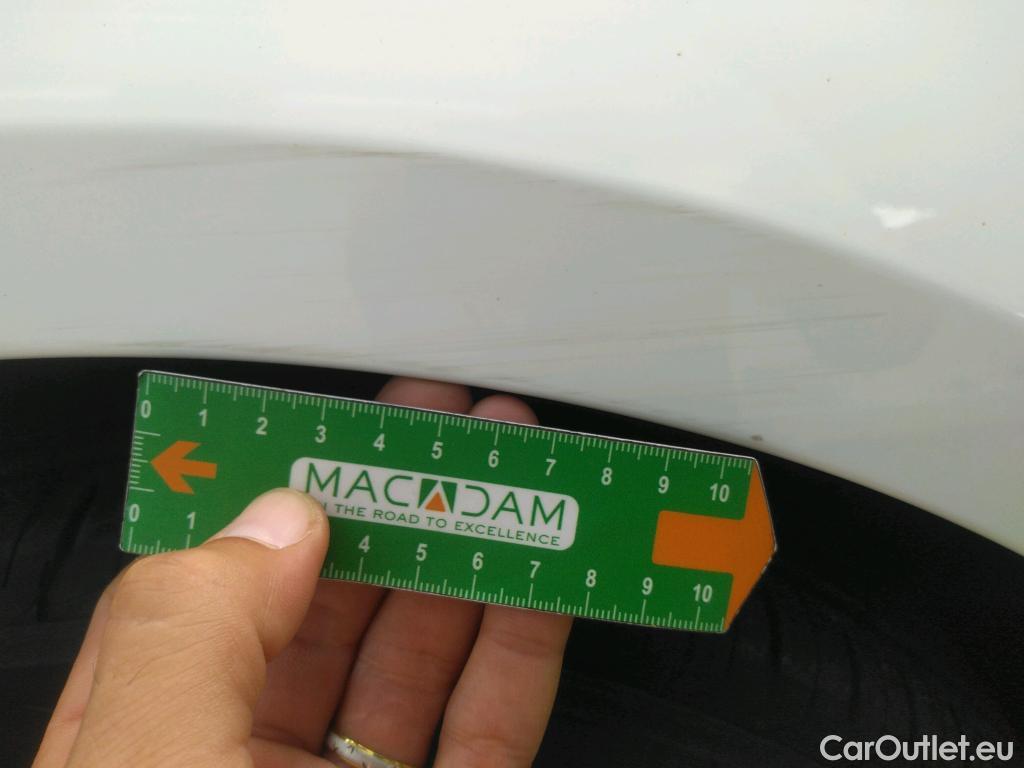 0 1 2 3 4 5 6 7 8 9 10
MACADAM
THE ROAD TO EXCELLENCE
0 1 4 5 6 7 8 9 10
CarOutlet.eu